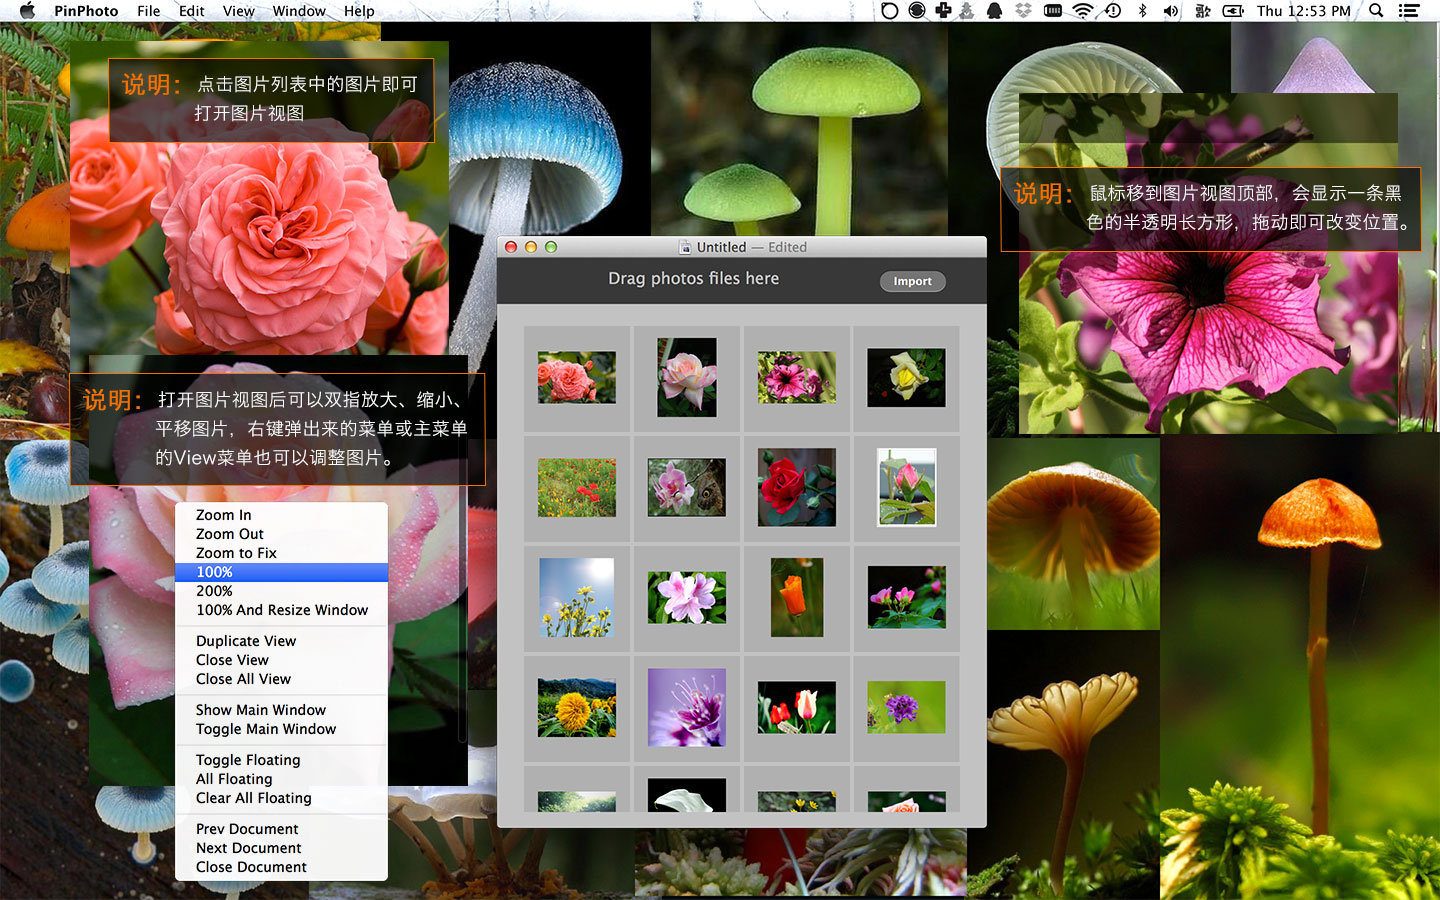 PinPhoto File Edit View Window Help Thu 12:53 PM
说明： 点击图片列表中的图片即可
打开图片视图
说明： 鼠标移到图片视图顶部，会显示一条黑
色的半透明长方形，拖动即可改变位置。
Untitled — Edited
Drag photos files here
Import
说明： 打开图片视图后可以双指放大、缩小、
平移图片，右键弹出来的菜单或主菜单
的View菜单也可以调整图片。
Zoom In
Zoom Out
Zoom to Fix
100%
200%
100% And Resize Window
Duplicate View
Close View
Close All View
Show Main Window
Toggle Main Window
Toggle Floating
All Floating
Clear All Floating
Prev Document
Next Document
Close Document